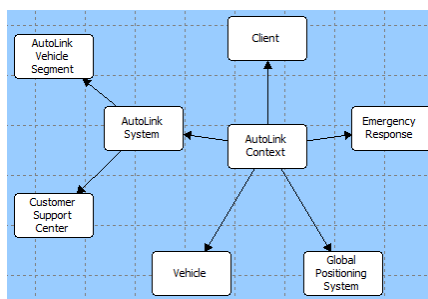 Client
AutoLink
Vehicle
Segment
AutoLink
System
AutoLink
Context
Emergency
Response
Customer
Support
Center
Vehicle
Global
Positioning
System